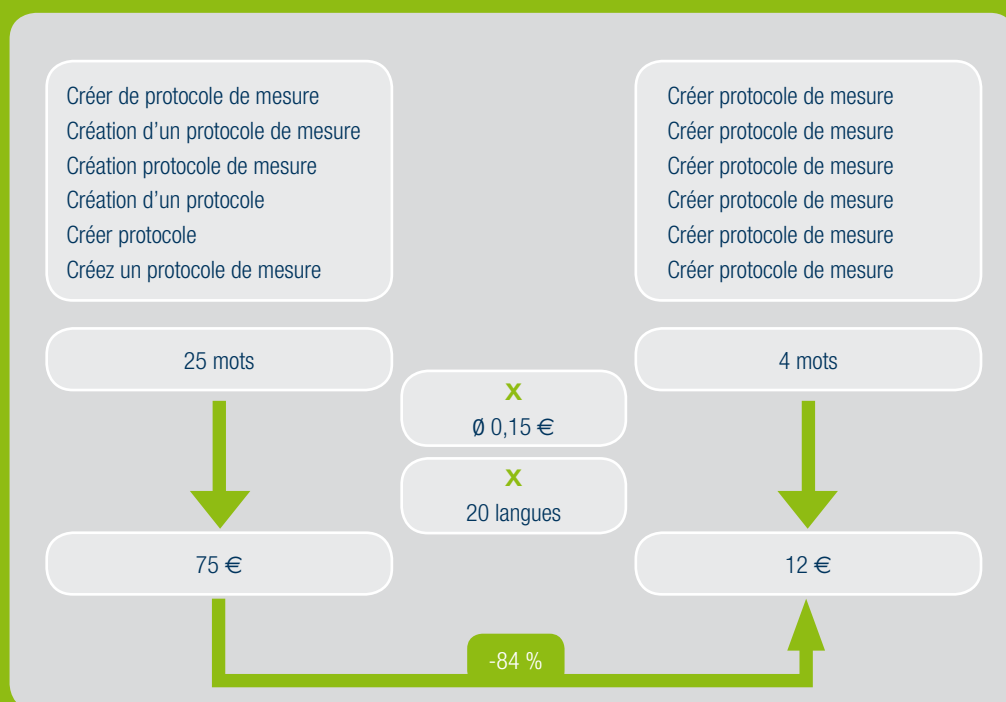 Créer de protocole de mesure
Création d’un protocole de mesure
Création protocole de mesure
Création d’un protocole
Créer protocole
Créez un protocole de mesure
Créer protocole de mesure
Créer protocole de mesure
Créer protocole de mesure
Créer protocole de mesure
Créer protocole de mesure
Créer protocole de mesure
25 mots
4 mots
x
Ø 0,15 €
x
20 langues
75 €
12 €
-84 %